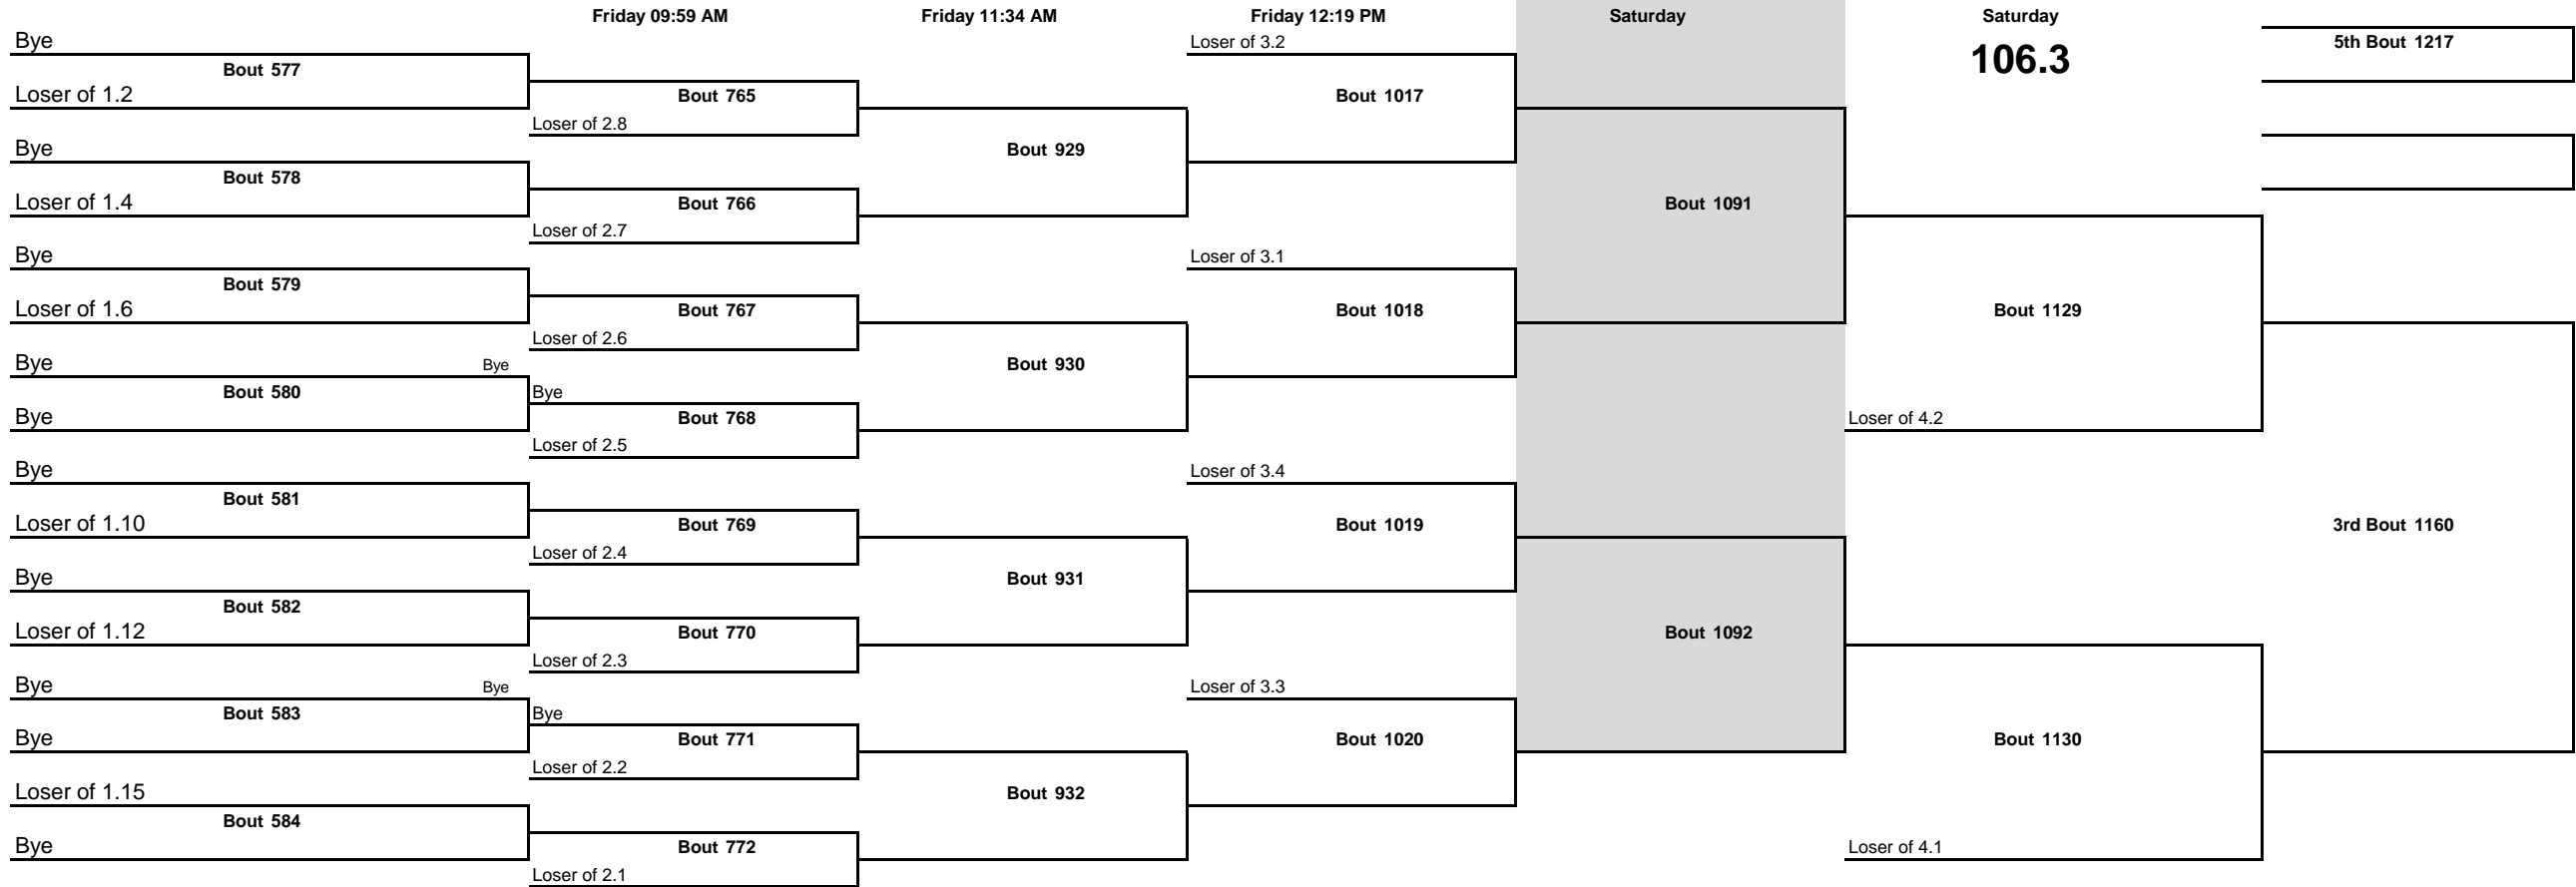 Friday 09:59 AM
Friday 11:34 AM
Friday 12:19 PM
Saturday
Saturday
106.3
Bye
Bout 577
Loser of 1.2
Bye
Bout 578
Loser of 1.4
Bye
Bout 579
Loser of 1.6
Bye
Bye
Bout 580
Bye
Bye
Bout 581
Loser of 1.10
Bye
Bout 582
Loser of 1.12
Bye
Bye
Bout 583
Bye
Loser of 1.15
Bout 584
Bye
Bout 765
Loser of 2.8
Bout 766
Loser of 2.7
Bout 767
Loser of 2.6
Bye
Bout 768
Loser of 2.5
Bout 769
Loser of 2.4
Bout 770
Loser of 2.3
Bye
Bout 771
Loser of 2.2
Bout 772
Loser of 2.1
Bout 929
Bout 930
Bout 931
Bout 932
Loser of 3.2
Bout 1017
Loser of 3.1
Bout 1018
Loser of 3.4
Bout 1019
Loser of 3.3
Bout 1020
Bout 1091
Bout 1092
Bout 1129
Loser of 4.2
Bout 1130
Loser of 4.1
5th Bout 1217
3rd Bout 1160